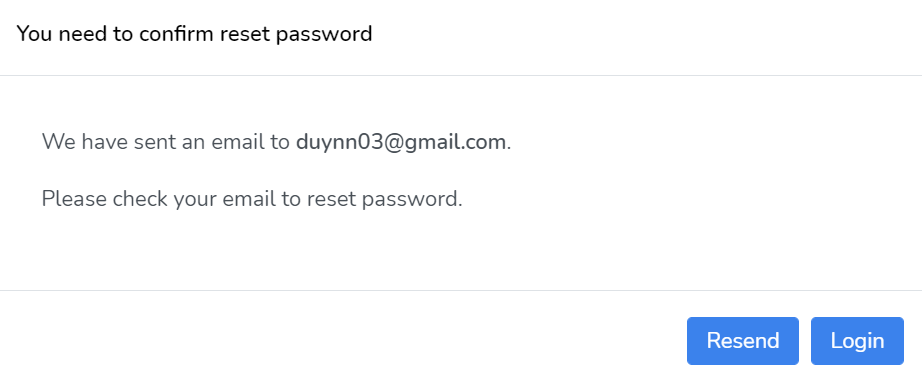 You need to confirm reset password
We have sent an email to duynn03@gmail.com.
Please check your email to reset password.
Resend Login